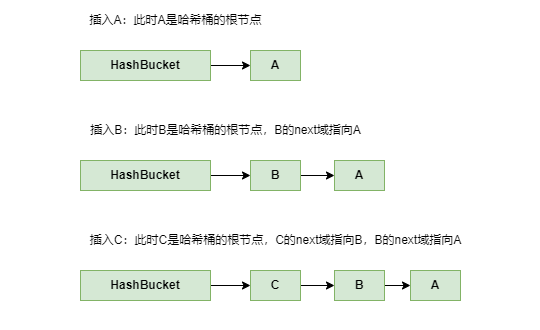 插入A：此时A是哈希桶的根节点
HashBucket A
插入B：此时B是哈希桶的根节点，B的next域指向A
HashBucket B A
插入C：此时C是哈希桶的根节点，C的next域指向B，B的next域指向A
HashBucket C B A